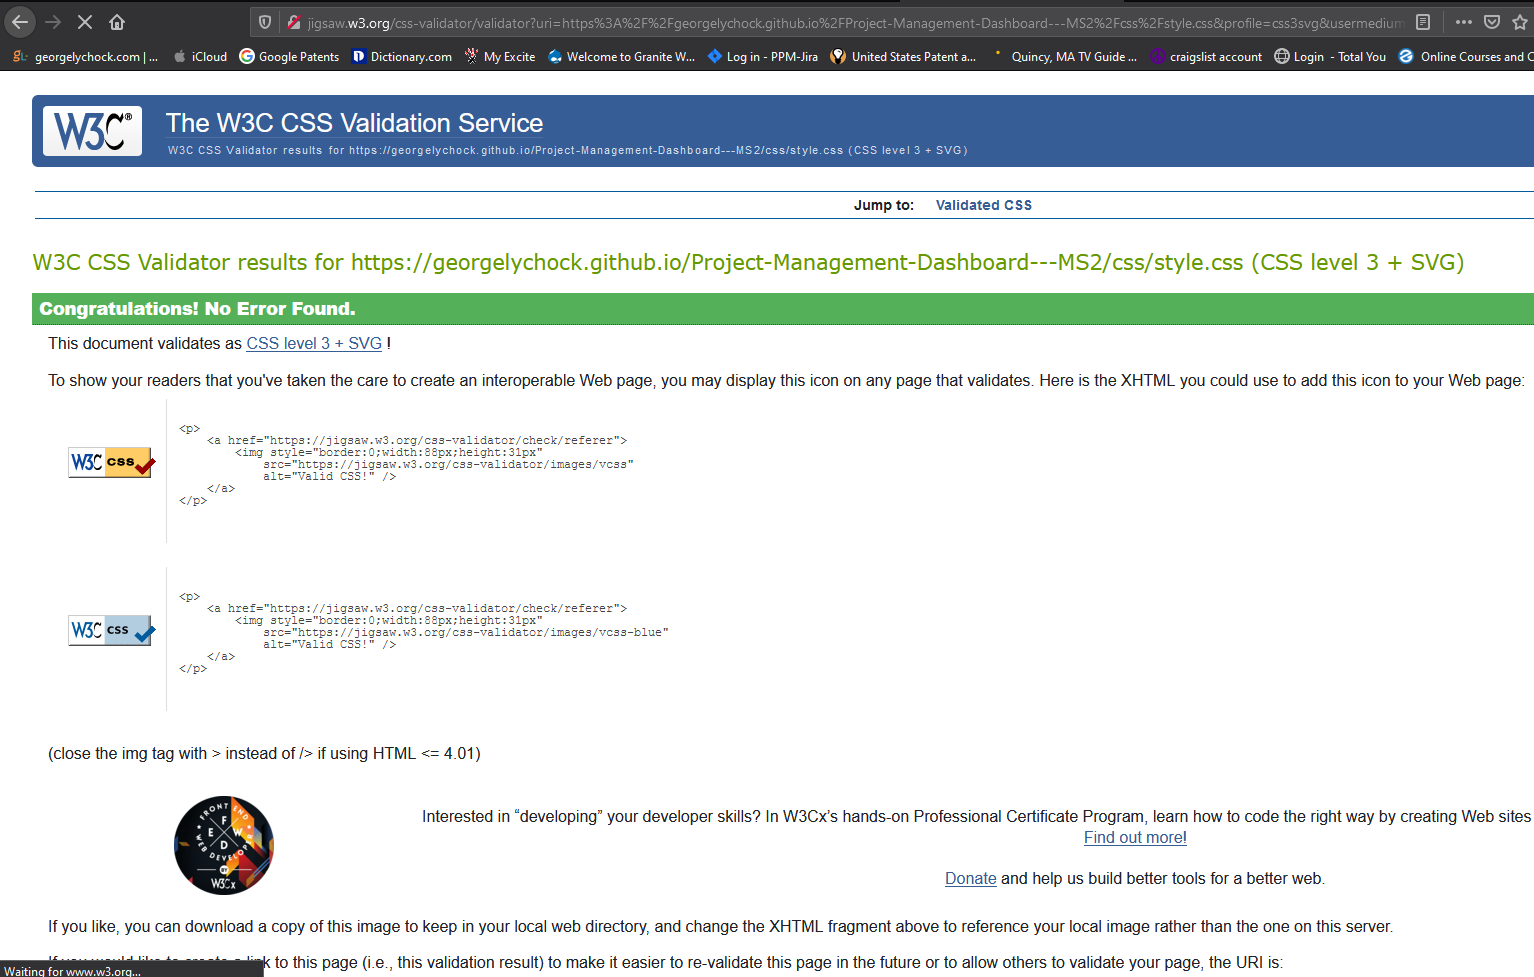 jigsaw.w3.org/css-validator/validator?uri=https%3A%2F%2Fgeorgelychock.github.io%2FProject-Management-Dashboard---MS2%2Fcss%2Fstyle.css&profile=css3svg&usermedium
georgelychock.com | ... iCloud Google Patents Dictionary.com My Excite Welcome to Granite W... Log in - PPM-Jira United States Patent a... Quincy, MA TV Guide ... craigslist account Login - Total You Online Courses and C
W3C® The W3C CSS Validation Service
W3C CSS Validator results for https://georgelychock.github.io/Project-Management-Dashboard---MS2/css/style.css (CSS level 3 + SVG)
Jump to: Validated CSS
W3C CSS Validator results for https://georgelychock.github.io/Project-Management-Dashboard---MS2/css/style.css (CSS level 3 + SVG)
Congratulations! No Error Found.
This document validates as CSS level 3 + SVG !
To show your readers that you've taken the care to create an interoperable Web page, you may display this icon on any page that validates. Here is the XHTML you could use to add this icon to your Web page:
W3C css
<p>
<a href="https://jigsaw.w3.org/css-validator/check/referer">
<img style="border:0;width:88px;height:31px"
src="https://jigsaw.w3.org/css-validator/images/vcss"
alt="Valid CSS!" />
</a>
</p>
W3C css
<p>
<a href="https://jigsaw.w3.org/css-validator/check/referer">
<img style="border:0;width:88px;height:31px"
src="https://jigsaw.w3.org/css-validator/images/vcss-blue"
alt="Valid CSS!" />
</a>
</p>
(close the img tag with > instead of /> if using HTML <= 4.01)
FRONT END
F E W D
WEB DEVELOPER
BY
W3Cx
Interested in “developing” your developer skills? In W3Cx’s hands-on Professional Certificate Program, learn how to code the right way by creating Web sites
Find out more!
Donate and help us build better tools for a better web.
If you like, you can download a copy of this image to keep in your local web directory, and change the XHTML fragment above to reference your local image rather than the one on this server.
If you would like to create a link to this page (i.e., this validation result) to make it easier to re-validate this page in the future or to allow others to validate your page, the URI is:
Waiting for www.w3.org...